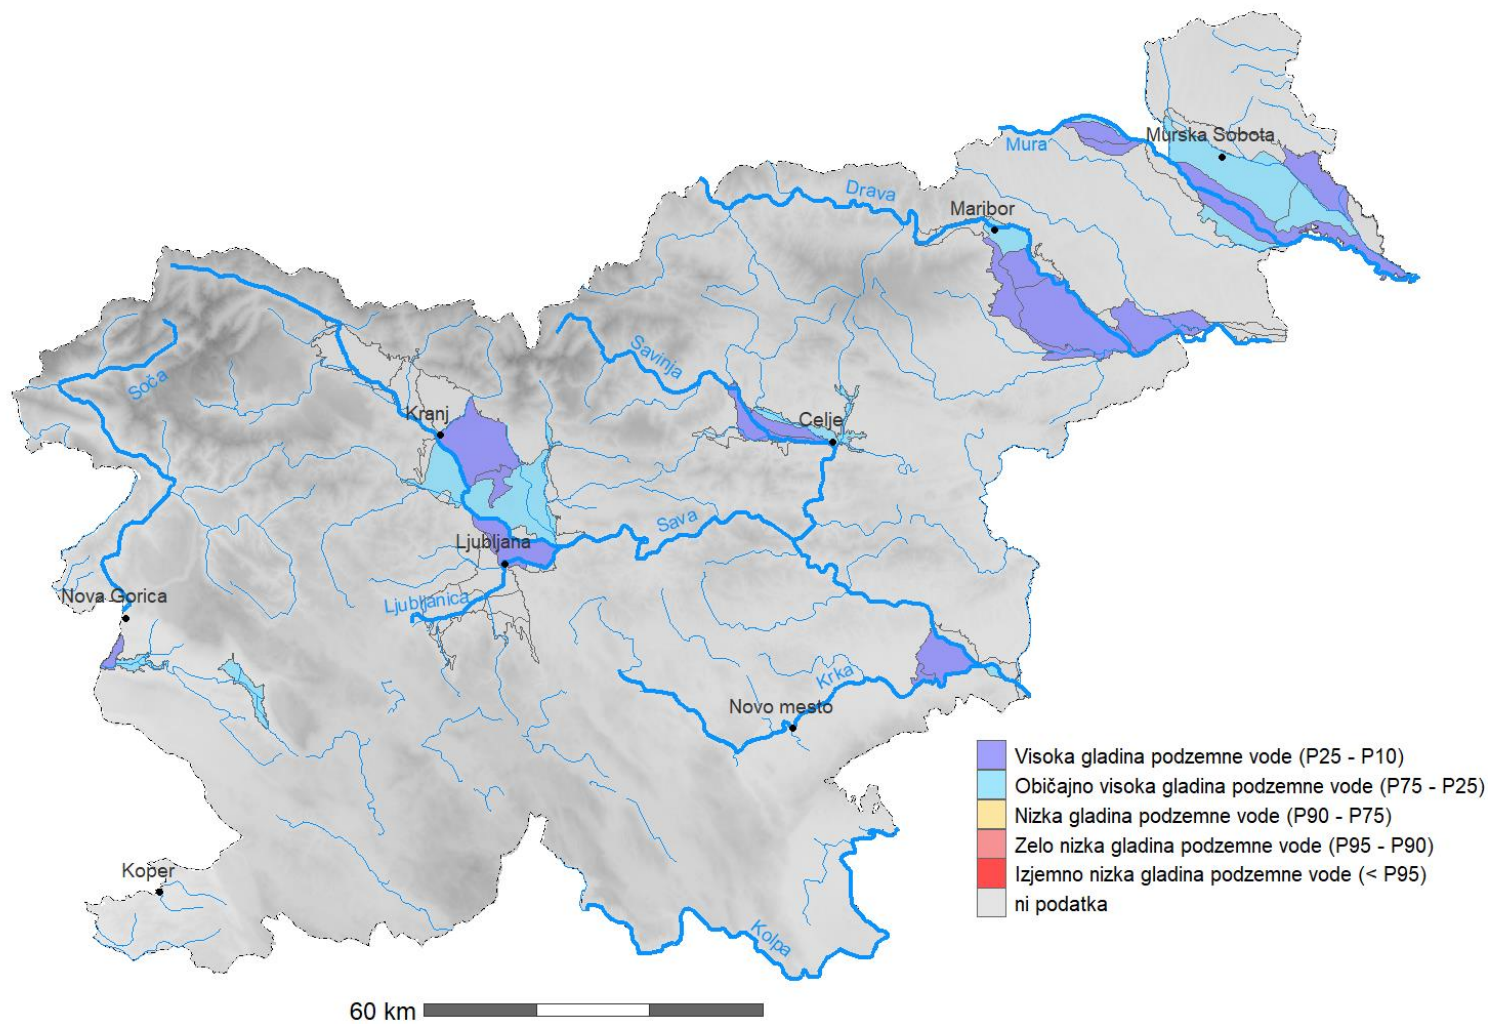 Mura
Murska Sobota
Drava
Maribor
Soča
Savinja
Kranj
Celje
Sava
Ljubljana
Ljubljanica
Nova Gorica
Krka
Novo mesto
Koper
Kolpa
Visoka gladina podzemne vode (P25 - P10)
Običajno visoka gladina podzemne vode (P75 - P25)
Nizka gladina podzemne vode (P90 - P75)
Zelo nizka gladina podzemne vode (P95 - P90)
Izjemno nizka gladina podzemne vode (< P95)
ni podatka
60 km